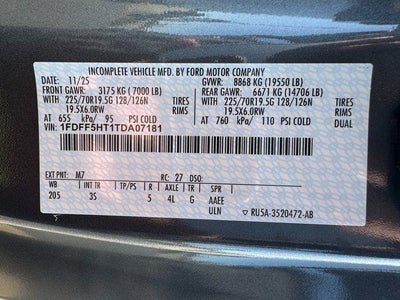 INCOMPLETE VEHICLE MFD. BY FORD MOTOR COMPANY
DATE: 11/25 GVWR: 8868 KG (19550 LB)
FRONT GAWR: 3175 KG ( 7000 LB) REAR GAWR: 6671 KG (14706 LB)
WITH WITH
225/70R19.5G 128/126N TIRES 225/70R19.5G 128/126N TIRES
19.5X6.0RW RIMS 19.5X6.0RW RIMS
AT 655 kPa/ 95 PSI COLD AT 760 kPa/ 110 PSI COLD
VIN: 1FDFF5HT1TDA07181
EXT PNT: M7 RC: 27 DSO:
WB INT TR TP/PS R AXLE TR SPR
205 3S 5 4L G AAEE
ULN RU5A-3520472-AB